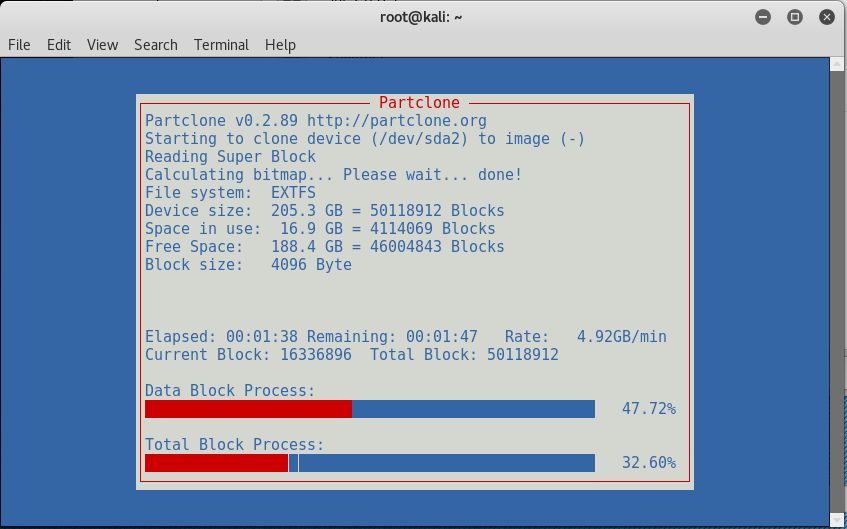 root@kali: ~
File Edit View Search Terminal Help
Partclone
Partclone v0.2.89 http://partclone.org
Starting to clone device (/dev/sda2) to image (-)
Reading Super Block
Calculating bitmap... Please wait... done!
File system:  EXTFS
Device size:  205.3 GB = 50118912 Blocks
Space in use:  16.9 GB = 4114069 Blocks
Free Space:   188.4 GB = 46004843 Blocks
Block size:   4096 Byte
Elapsed: 00:01:38 Remaining: 00:01:47   Rate:   4.92GB/min
Current Block: 16336896  Total Block: 50118912
Data Block Process:
47.72%
Total Block Process:
32.60%